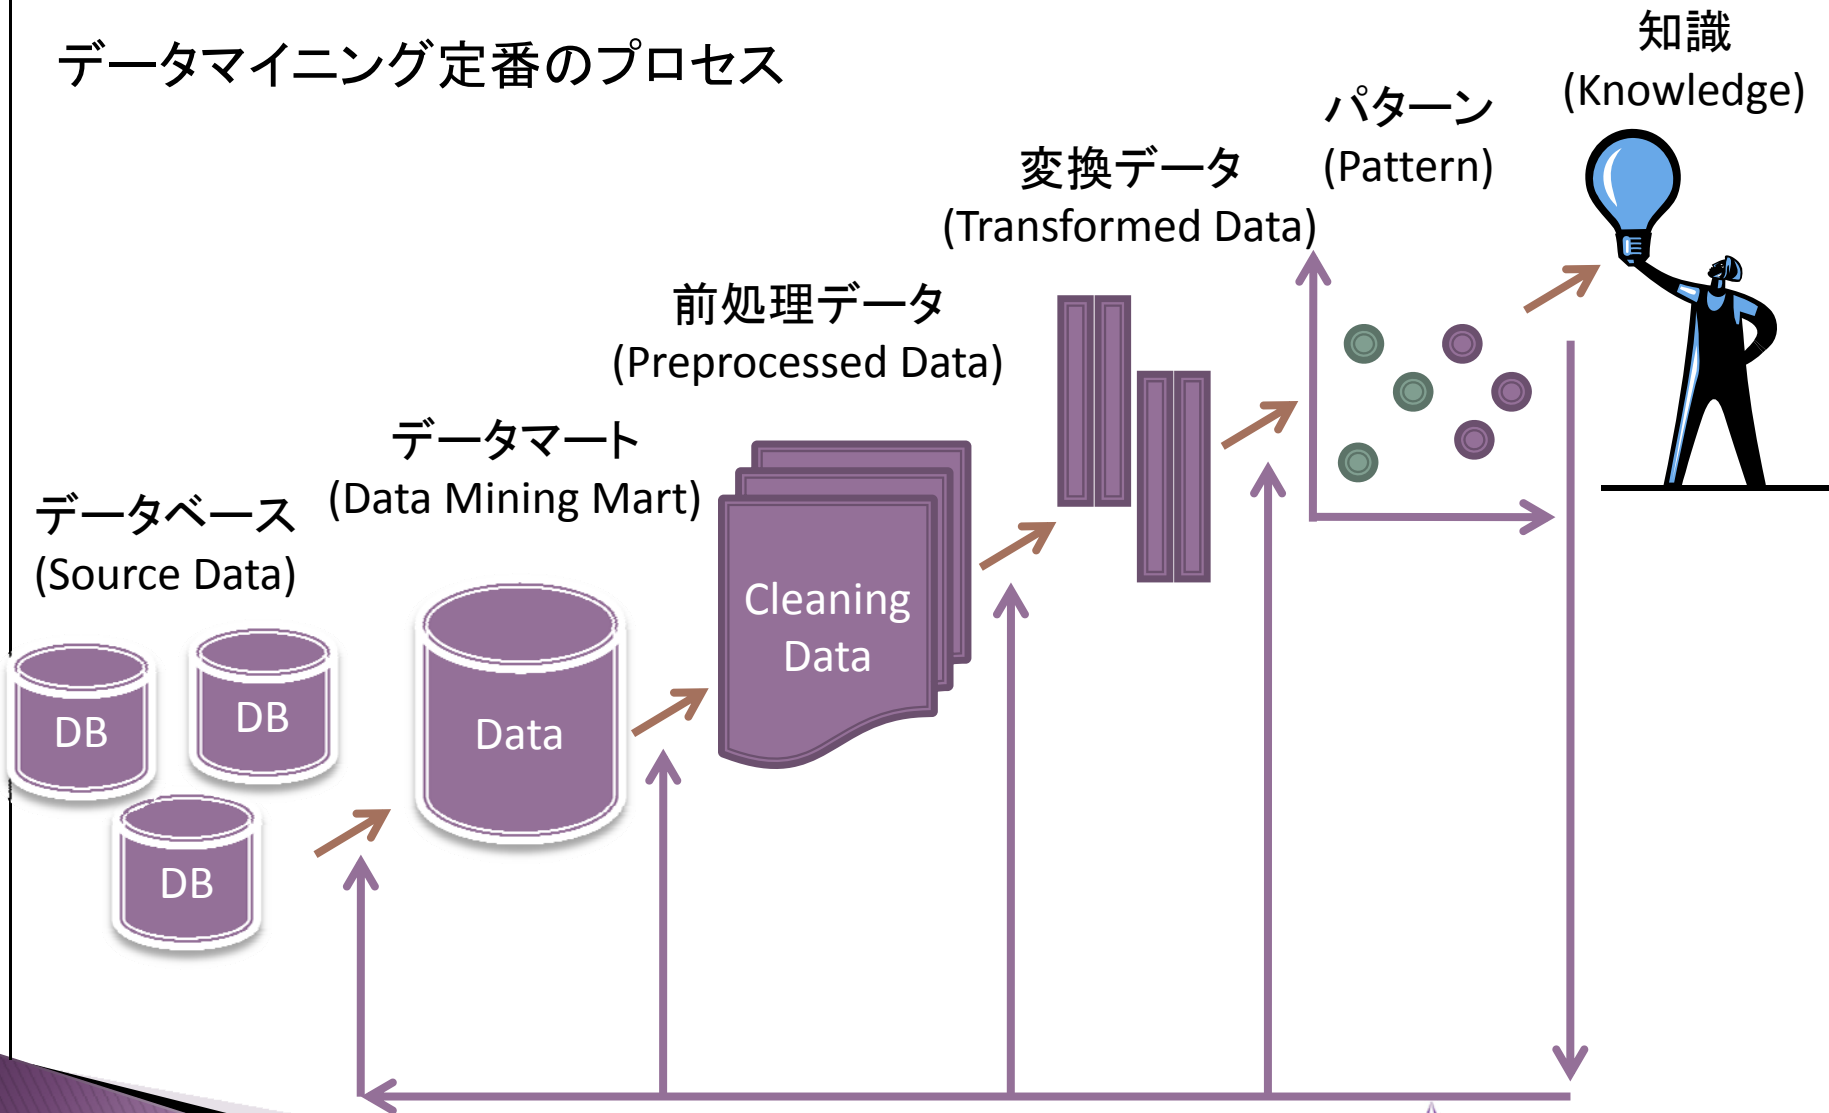 データマイニング定番のプロセス
知識
(Knowledge)
パターン
(Pattern)
変換データ
(Transformed Data)
前処理データ
(Preprocessed Data)
データマート
(Data Mining Mart)
データベース
(Source Data)
DB
DB
DB
Data
Cleaning
Data